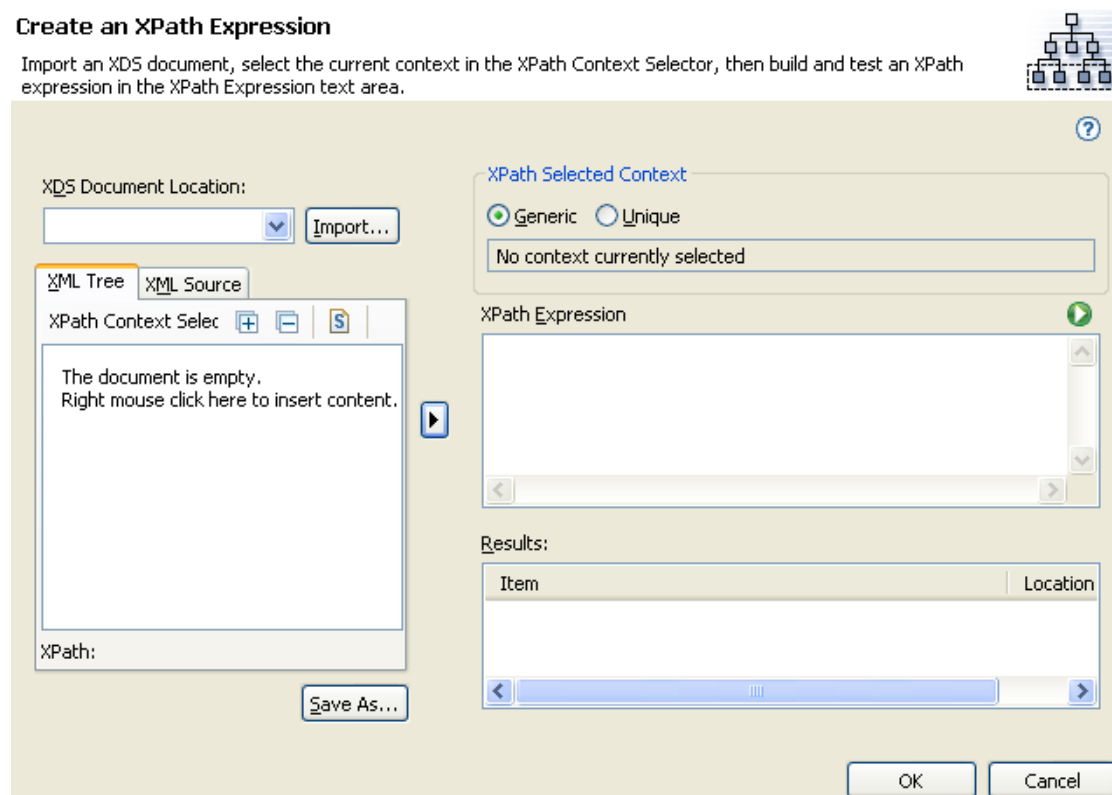 Create an XPath Expression
Import an XDS document, select the current context in the XPath Context Selector, then build and test an XPath
expression in the XPath Expression text area.
?
XDS Document Location:
Import...
XML Tree
XML Source
XPath Context Selec
S
The document is empty.
Right mouse click here to insert content.
XPath:
Save As...
XPath Selected Context
Generic
Unique
No context currently selected
XPath Expression
Results:
Item
Location
OK
Cancel